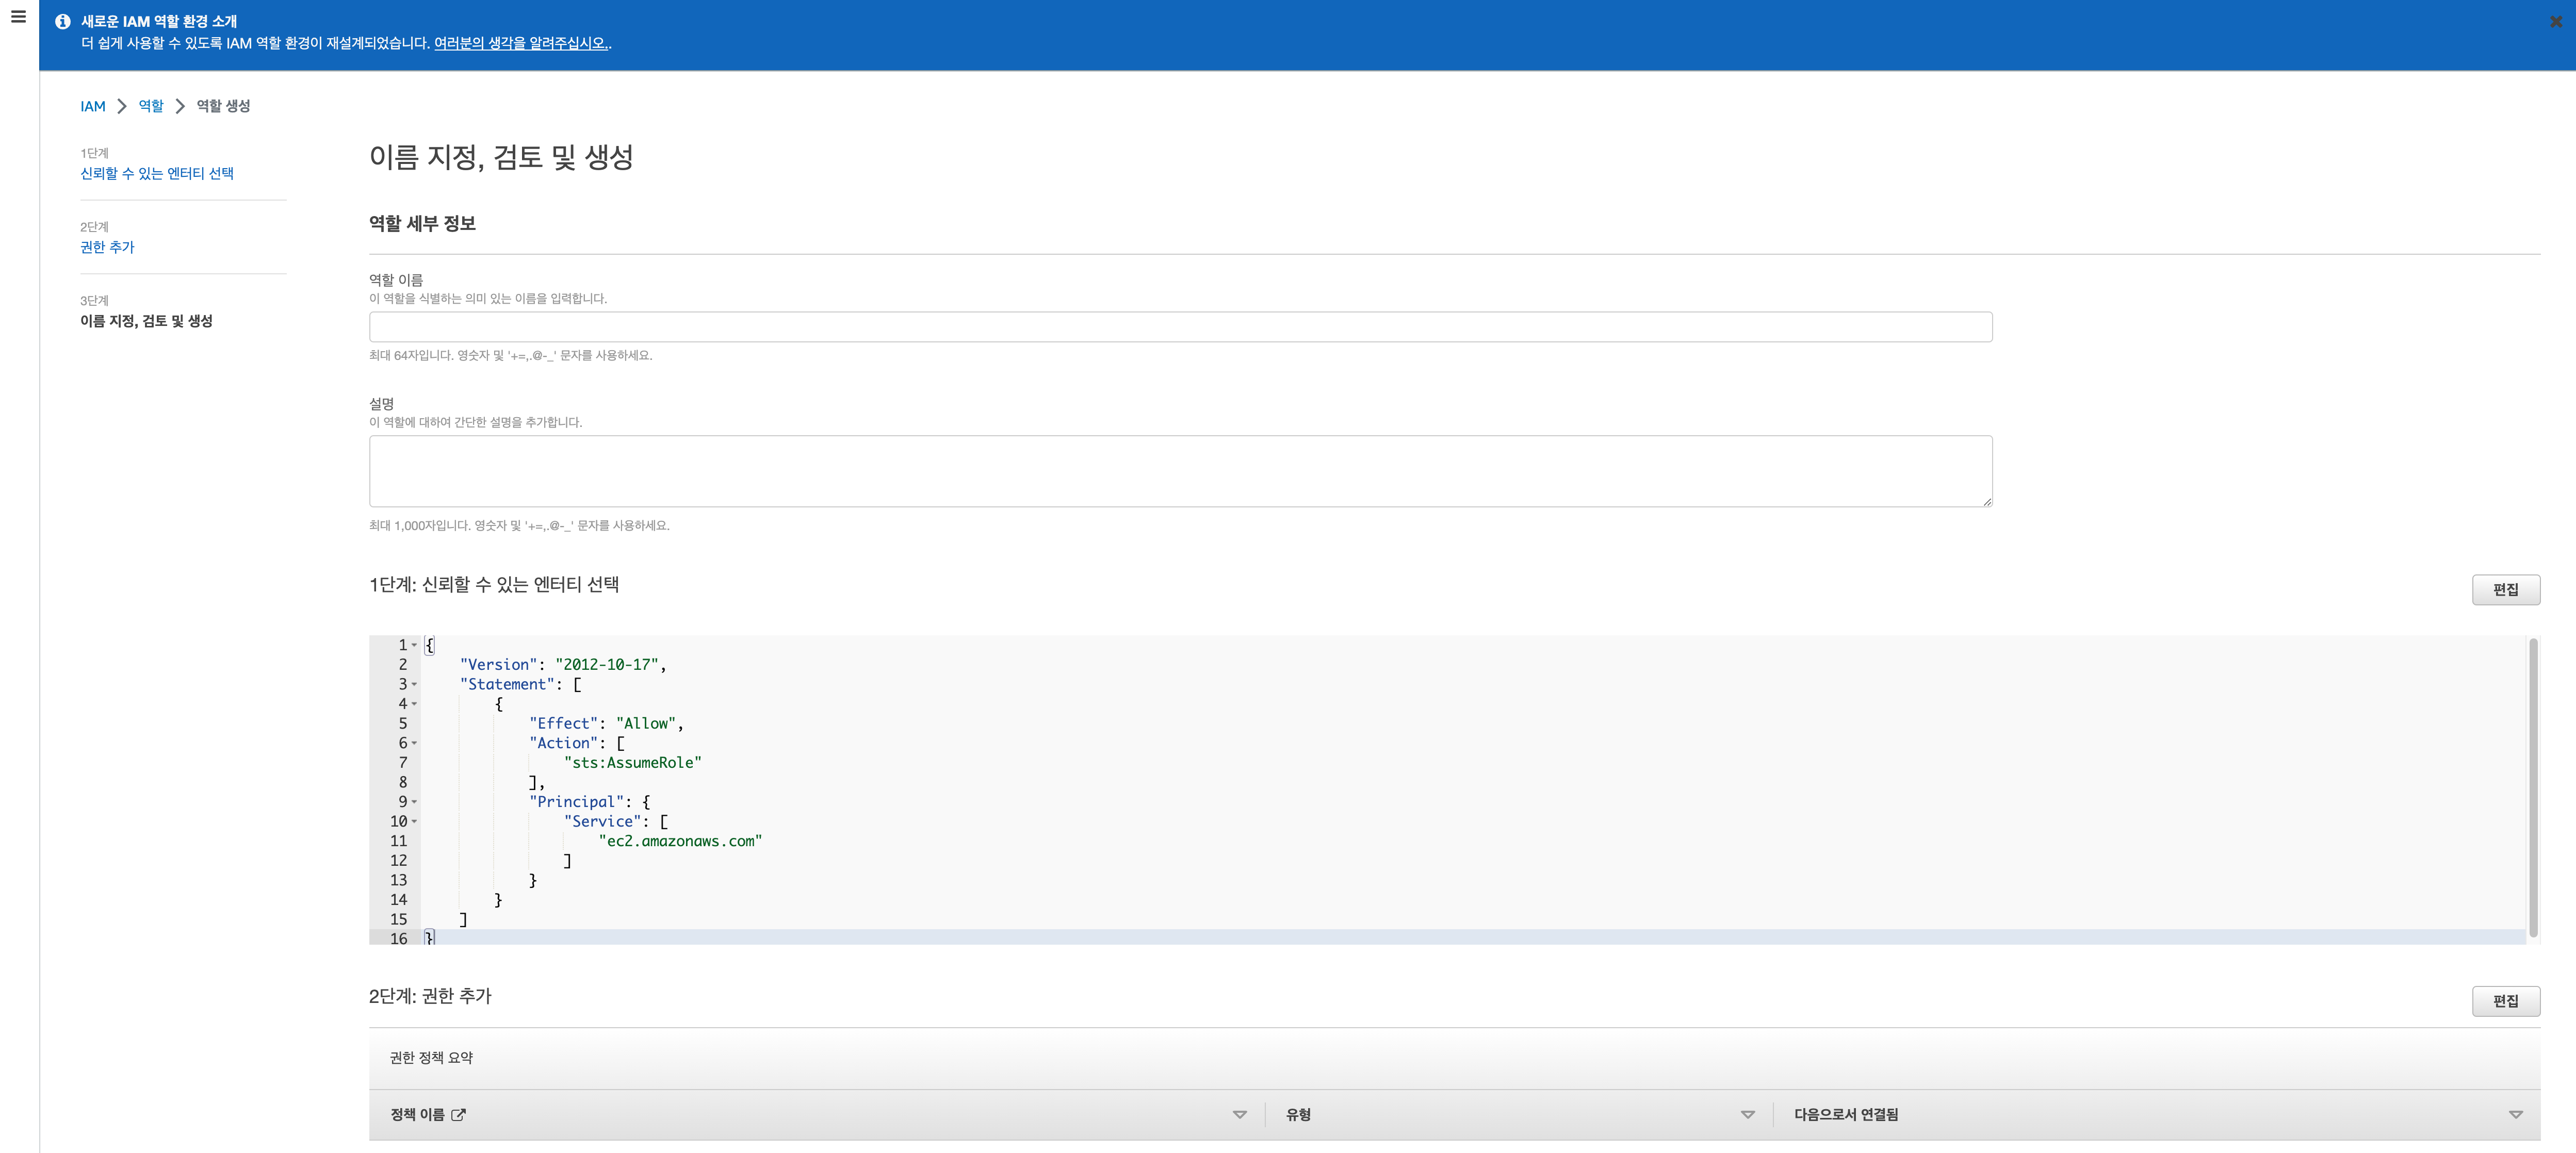 새로운 IAM 역할 환경 소개
더 쉽게 사용할 수 있도록 IAM 역할 환경이 재설계되었습니다. 여러분의 생각을 알려주십시오..
IAM 역할 역할 생성
1단계
신뢰할 수 있는 엔터티 선택
2단계
권한 추가
3단계
이름 지정, 검토 및 생성
이름 지정, 검토 및 생성
역할 세부 정보
역할 이름
이 역할을 식별하는 의미 있는 이름을 입력합니다.
최대 64자입니다. 영숫자 및 '+=,.@-_' 문자를 사용하세요.
설명
이 역할에 대하여 간단한 설명을 추가합니다.
최대 1,000자입니다. 영숫자 및 '+=,.@-_' 문자를 사용하세요.
1단계: 신뢰할 수 있는 엔터티 선택
편집
1 {
2 "Version": "2012-10-17",
3 "Statement": [
4 {
5 "Effect": "Allow",
6 "Action": [
7 "sts:AssumeRole"
8 ],
9 "Principal": {
10 "Service": [
11 "ec2.amazonaws.com"
12 ]
13 }
14 }
15 ]
16 }
2단계: 권한 추가
편집
권한 정책 요약
정책 이름 유형 다음으로서 연결됨